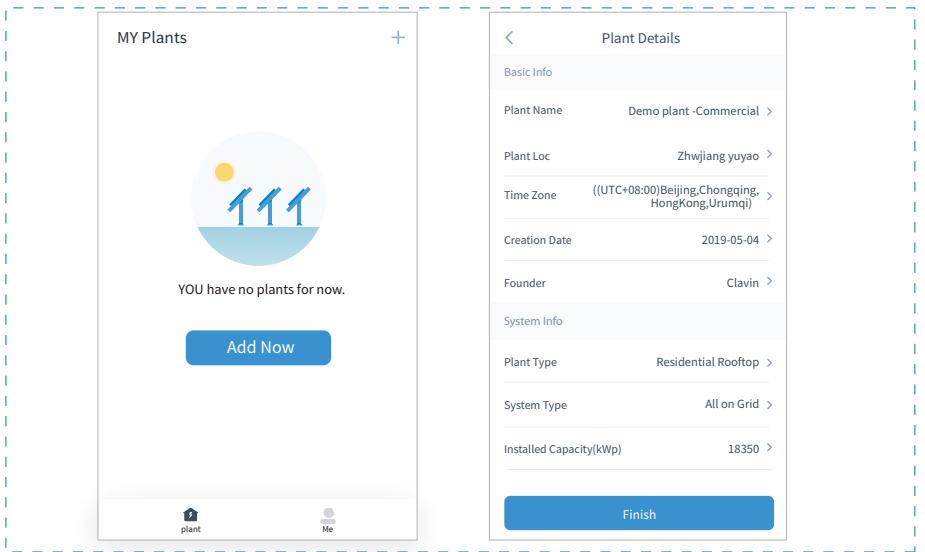 MY Plants
YOU have no plants for now.
Add Now
plant
Me
Plant Details
Basic Info
Plant Name
Demo plant -Commercial
Plant Loc
Zhwjiang yuyao
Time Zone
((UTC+08:00)Beijing,Chongqing,
HongKong,Urumqi)
Creation Date
2019-05-04
Founder
Clavin
System Info
Plant Type
Residential Rooftop
System Type
All on Grid
Installed Capacity(kWp)
18350
Finish